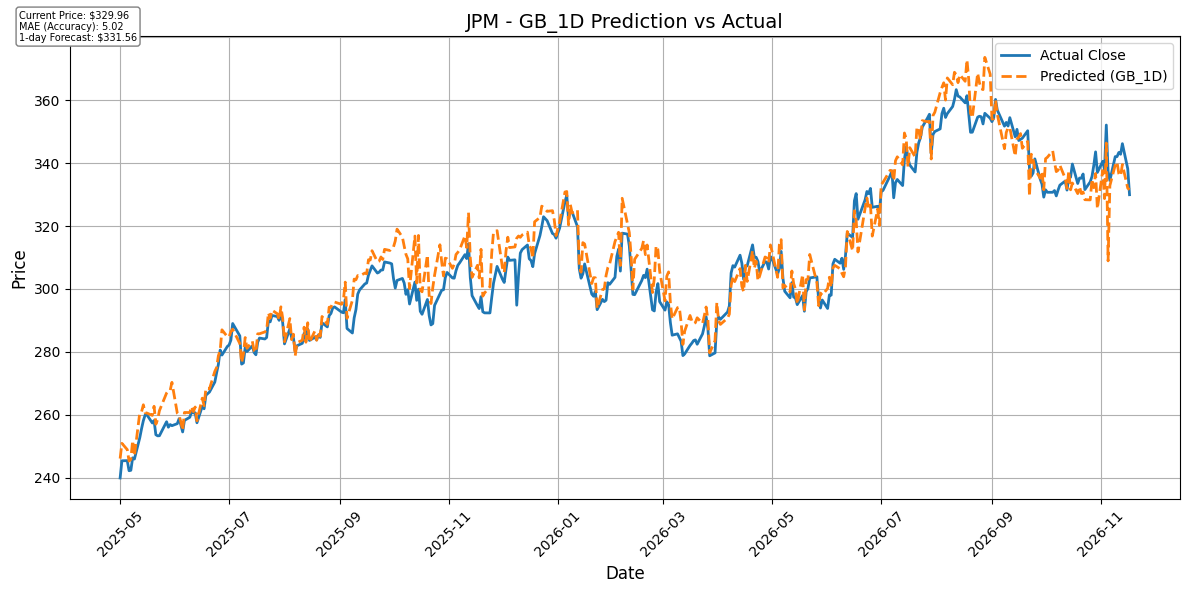 JPM - GB_1D Prediction vs Actual
Current Price: $329.96
MAE (Accuracy): 5.02
1-day Forecast: $331.56
Actual Close
Predicted (GB_1D)
Price
360
340
320
300
280
260
240
2025-05
2025-07
2025-09
2025-11
2026-01
2026-03
2026-05
2026-07
2026-09
2026-11
Date